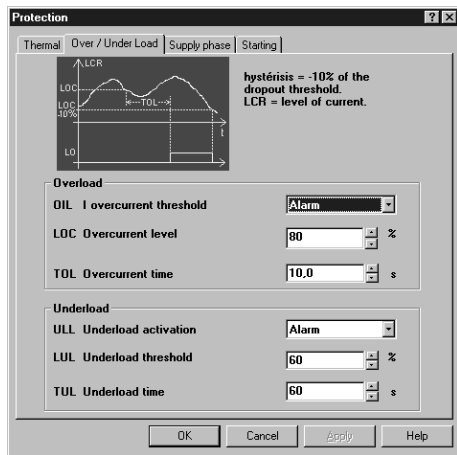 Protection
Thermal Over / Under Load Supply phase Starting
LCR
LOC
LOC
-10%
TOL
t
LO
hystérisis = -10% of the
dropout threshold.
LCR = level of current.
Overload
OIL I overcurrent threshold Alarm
LOC Overcurrent level 80 %
TOL Overcurrent time 10,0 s
Underload
ULL Underload activation Alarm
LUL Underload threshold 60 %
TUL Underload time 60 s
OK Cancel Apply Help